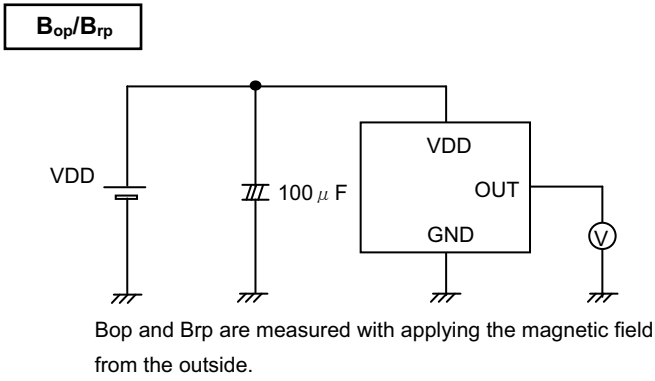 Bop/Brp
VDD
VDD
100 μ F
OUT
GND
V
Bop and Brp are measured with applying the magnetic field
from the outside.